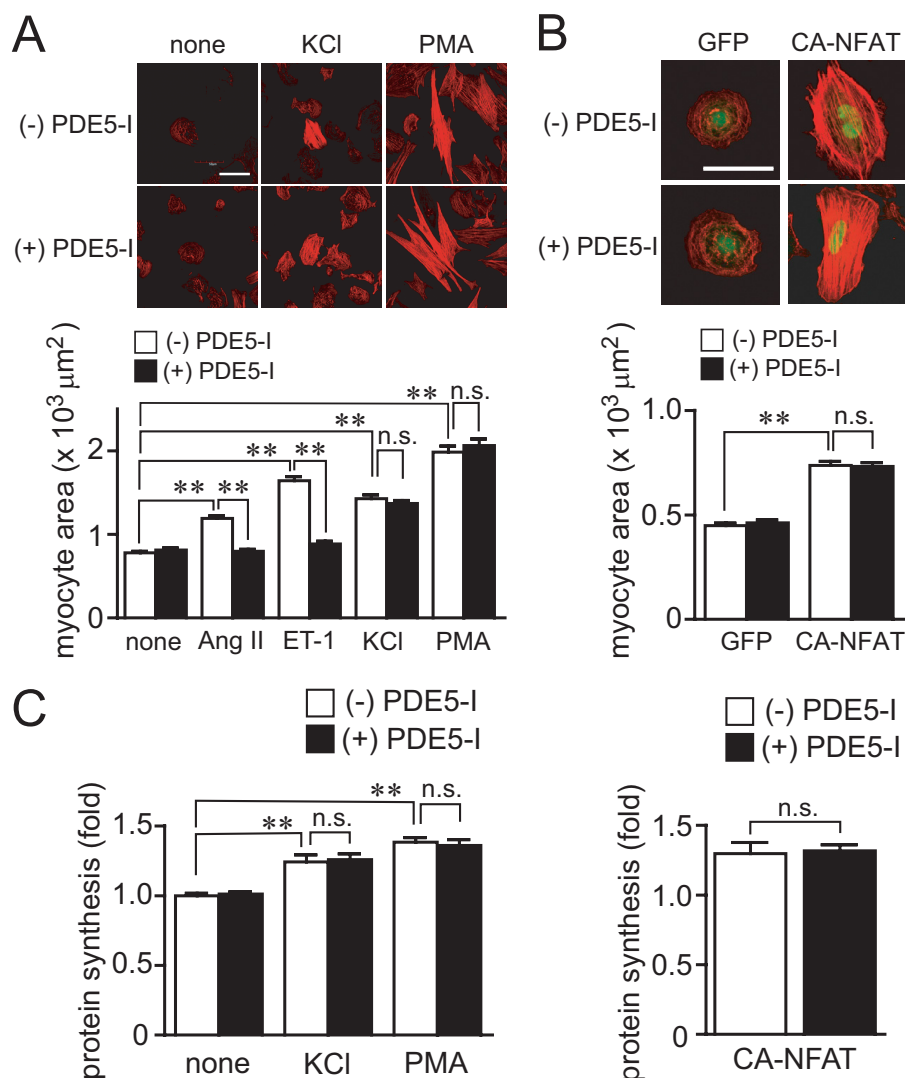 A
none KCl PMA
(-) PDE5-I
(+) PDE5-I
myocyte area (x 10³ μm²)
(-) PDE5-I
(+) PDE5-I
2
1
0
** ** ** ** n.s. ** n.s.
** **
none Ang II ET-1 KCl PMA
B
GFP CA-NFAT
(-) PDE5-I
(+) PDE5-I
myocyte area (x 10³ μm²)
(-) PDE5-I
(+) PDE5-I
1.0
0.5
0
** n.s.
GFP CA-NFAT
C
(-) PDE5-I
(+) PDE5-I
protein synthesis (fold)
1.5
1.0
0.5
0
** n.s. ** n.s.
none KCl PMA
(-) PDE5-I
(+) PDE5-I
protein synthesis (fold)
1.5
1.0
0.5
0
n.s.
CA-NFAT